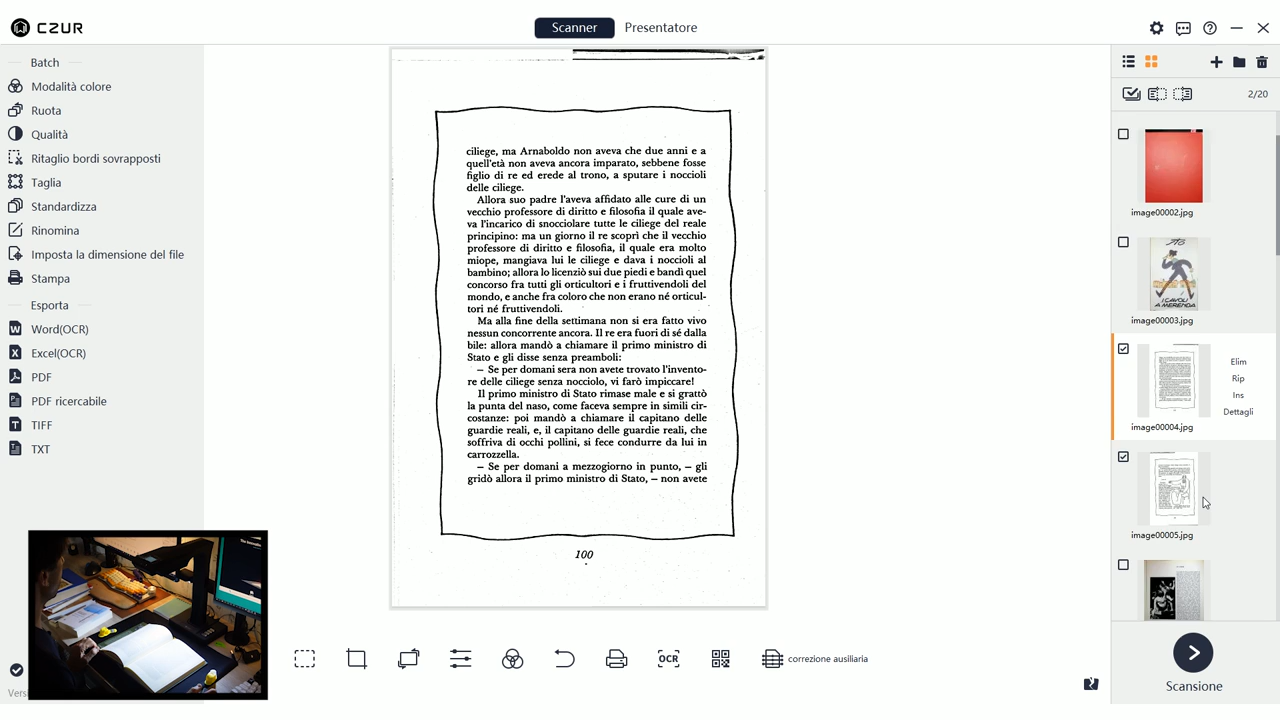 CZUR
Scanner
Presentatore
Batch
Modalità colore
Ruota
Qualità
Ritaglio bordi sovrapposti
Taglia
Standardizza
Rinomina
Imposta la dimensione del file
Stampa
Esporta
Word(OCR)
Excel(OCR)
PDF
PDF ricercabile
TIFF
TXT
ciliege, ma Arnaboldo non aveva che due anni e a
quell'età non aveva ancora imparato, sebbene fosse
figlio di re ed erede al trono, a sputare i noccioli
delle ciliege.
Allora suo padre l'aveva affidato alle cure di un
vecchio professore di diritto e filosofia il quale ave-
va l'incarico di snocciolare tutte le ciliege del reale
principino: ma un giorno il re scoprì che il vecchio
professore di diritto e filosofia, il quale era molto
miope, mangiava lui le ciliege e dava i noccioli al
bambino; allora lo licenziò sui due piedi e bandì quel
concorso fra tutti gli orticultori e i fruttivendoli del
mondo, e anche fra coloro che non erano né orticul-
tori né fruttivendoli.
Ma alla fine della settimana non si era fatto vivo
nessun concorrente ancora. Il re era fuori di sé dalla
bile: allora mandò a chiamare il primo ministro di
Stato e gli disse senza preamboli:
— Se per domani sera non avete trovato l'invento-
re delle ciliege senza nocciolo, vi farò impiccare!
Il primo ministro di Stato rimase male e si grattò
la punta del naso, come faceva sempre in simili cir-
costanze: poi mandò a chiamare il capitano delle
guardie reali, e, il capitano delle guardie reali, che
soffriva di occhi pollini, si fece condurre da lui in
carrozzella.
— Se per domani a mezzogiorno in punto, — gli
gridò allora il primo ministro di Stato, — non avete
100
OCR
correzione ausiliaria
2/20
image00002.jpg
I CAVOLI
A MERENDA
image00003.jpg
Elim
Rip
Ins
Dettagli
image00004.jpg
image00005.jpg
Scansione
Versi